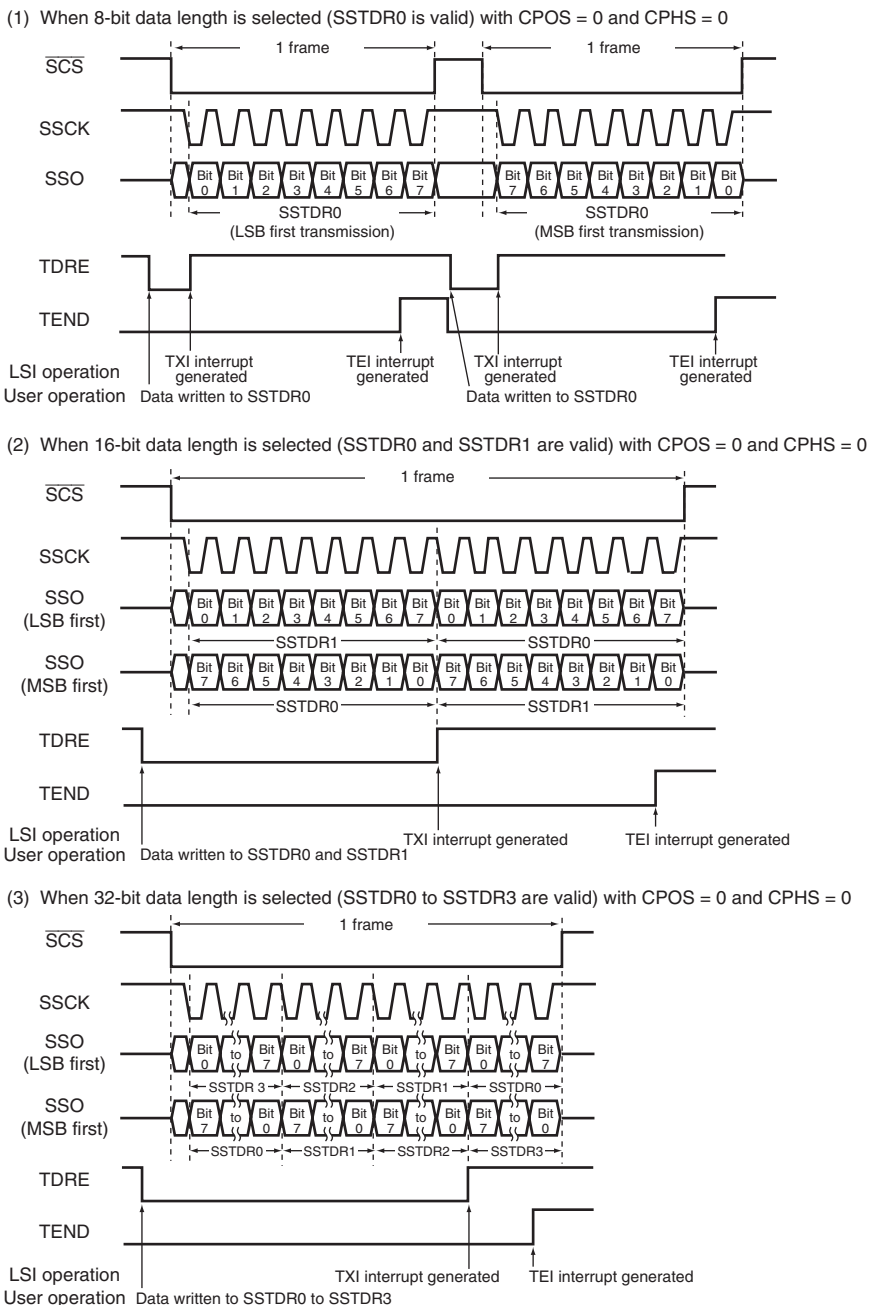 (1) When 8-bit data length is selected (SSTDR0 is valid) with CPOS = 0 and CPHS = 0
1 frame 1 frame
SCS
SSCK
SSO Bit 0 Bit 1 Bit 2 Bit 3 Bit 4 Bit 5 Bit 6 Bit 7 Bit 7 Bit 6 Bit 5 Bit 4 Bit 3 Bit 2 Bit 1 Bit 0
SSTDR0 SSTDR0
(LSB first transmission) (MSB first transmission)
TDRE
TEND
LSI operation TXI interrupt generated TEI interrupt generated TXI interrupt generated TEI interrupt generated
User operation Data written to SSTDR0 Data written to SSTDR0
(2) When 16-bit data length is selected (SSTDR0 and SSTDR1 are valid) with CPOS = 0 and CPHS = 0
1 frame
SCS
SSCK
SSO (LSB first) Bit 0 Bit 1 Bit 2 Bit 3 Bit 4 Bit 5 Bit 6 Bit 7 Bit 0 Bit 1 Bit 2 Bit 3 Bit 4 Bit 5 Bit 6 Bit 7
SSTDR1 SSTDR0
SSO (MSB first) Bit 7 Bit 6 Bit 5 Bit 4 Bit 3 Bit 2 Bit 1 Bit 0 Bit 7 Bit 6 Bit 5 Bit 4 Bit 3 Bit 2 Bit 1 Bit 0
SSTDR0 SSTDR1
TDRE
TEND
LSI operation TXI interrupt generated TEI interrupt generated
User operation Data written to SSTDR0 and SSTDR1
(3) When 32-bit data length is selected (SSTDR0 to SSTDR3 are valid) with CPOS = 0 and CPHS = 0
1 frame
SCS
SSCK
SSO (LSB first) Bit 0 to Bit 7 Bit 0 to Bit 7 Bit 0 to Bit 7 Bit 0 to Bit 7
SSTDR 3 SSTDR2 SSTDR1 SSTDR0
SSO (MSB first) Bit 7 to Bit 0 Bit 7 to Bit 0 Bit 7 to Bit 0 Bit 7 to Bit 0
SSTDR0 SSTDR1 SSTDR2 SSTDR3
TDRE
TEND
LSI operation TXI interrupt generated TEI interrupt generated
User operation Data written to SSTDR0 to SSTDR3